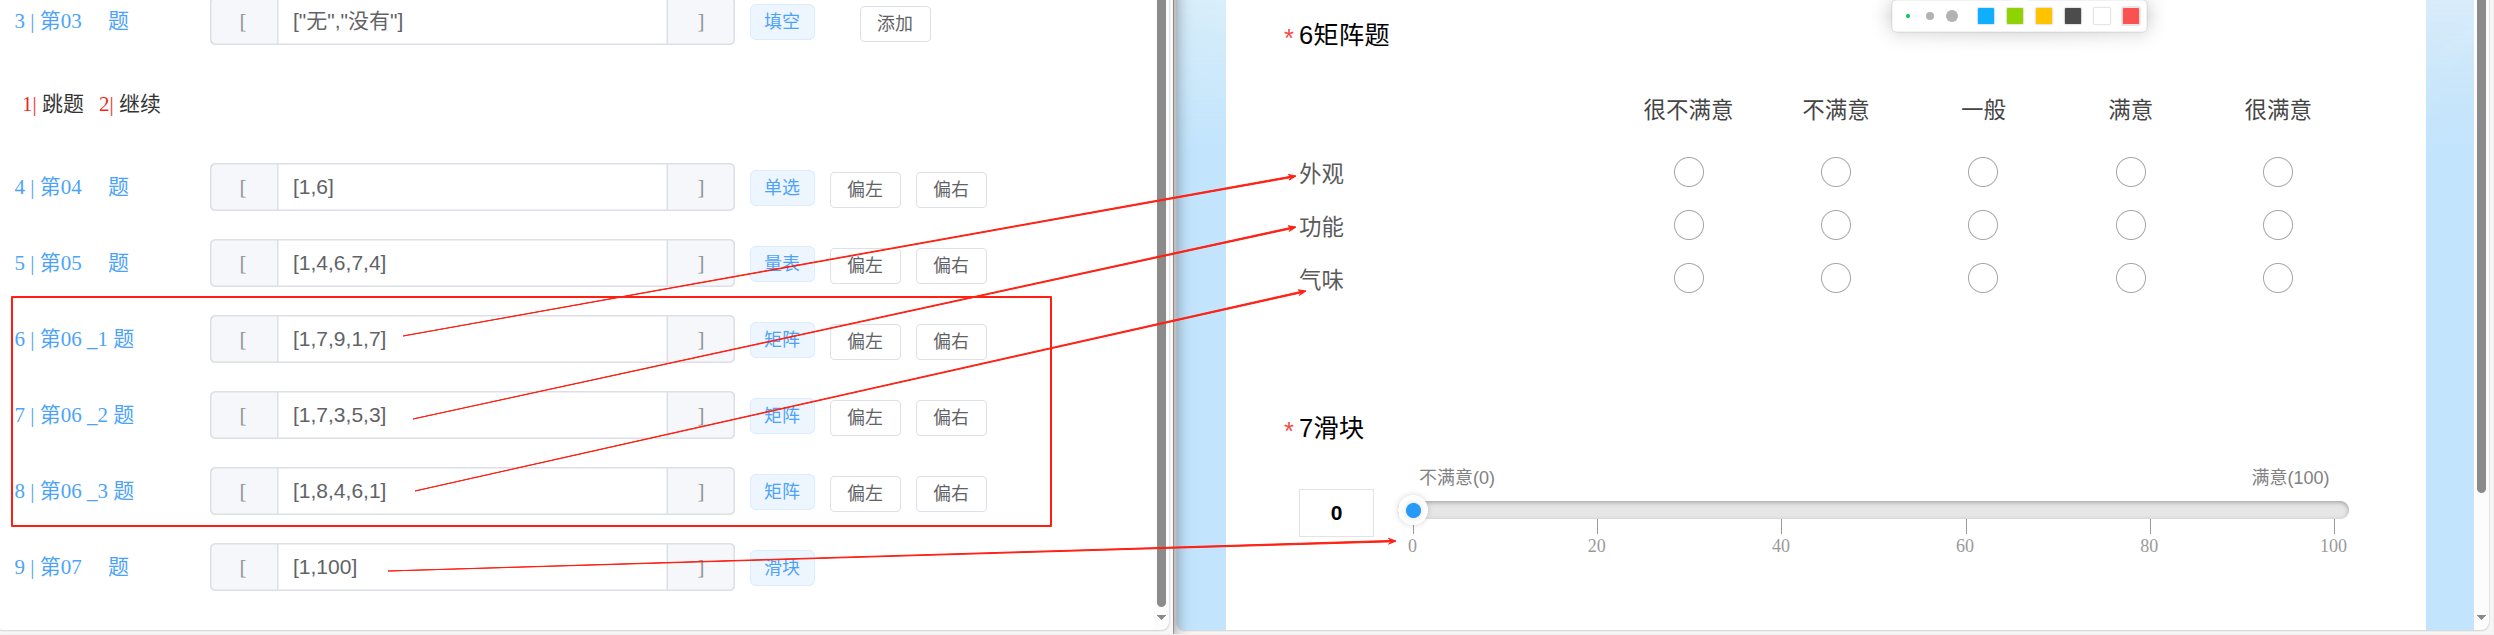 3 | 第03 题 [ ["无","没有"] ] 填空 添加
1| 跳题 2| 继续
4 | 第04 题 [ [1,6] ] 单选 偏左 偏右
5 | 第05 题 [ [1,4,6,7,4] ] 量表 偏左 偏右
6 | 第06 _1 题 [ [1,7,9,1,7] ] 矩阵 偏左 偏右
7 | 第06 _2 题 [ [1,7,3,5,3] ] 矩阵 偏左 偏右
8 | 第06 _3 题 [ [1,8,4,6,1] ] 矩阵 偏左 偏右
9 | 第07 题 [ [1,100] ] 滑块
* 6矩阵题
很不满意 不满意 一般 满意 很满意
外观
功能
气味
* 7滑块
不满意(0) 满意(100)
0
0 20 40 60 80 100